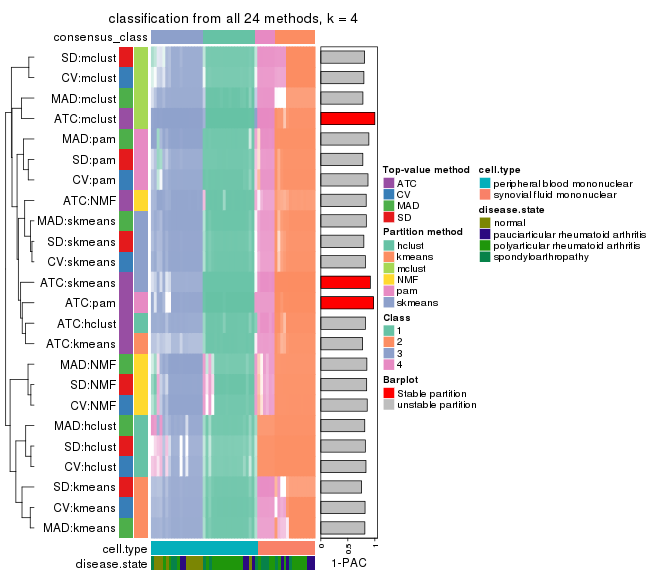 classification from all 24 methods, k = 4
consensus_class
SD:mclust
CV:mclust
MAD:mclust
ATC:mclust
MAD:pam
SD:pam
CV:pam
ATC:NMF
MAD:skmeans
SD:skmeans
CV:skmeans
ATC:skmeans
ATC:pam
ATC:hclust
ATC:kmeans
MAD:NMF
SD:NMF
CV:NMF
MAD:hclust
SD:hclust
CV:hclust
SD:kmeans
CV:kmeans
MAD:kmeans
cell.type
disease.state
0
0.5
1
1-PAC
Top-value method
ATC
CV
MAD
SD
Partition method
hclust
kmeans
mclust
NMF
pam
skmeans
Class
1
2
3
4
Barplot
Stable partition
unstable partition
cell.type
peripheral blood mononuclear
synovial fluid mononuclear
disease.state
normal
pauciarticular rheumatoid arthritis
polyarticular rheumatoid arthritis
spondyloarthropathy